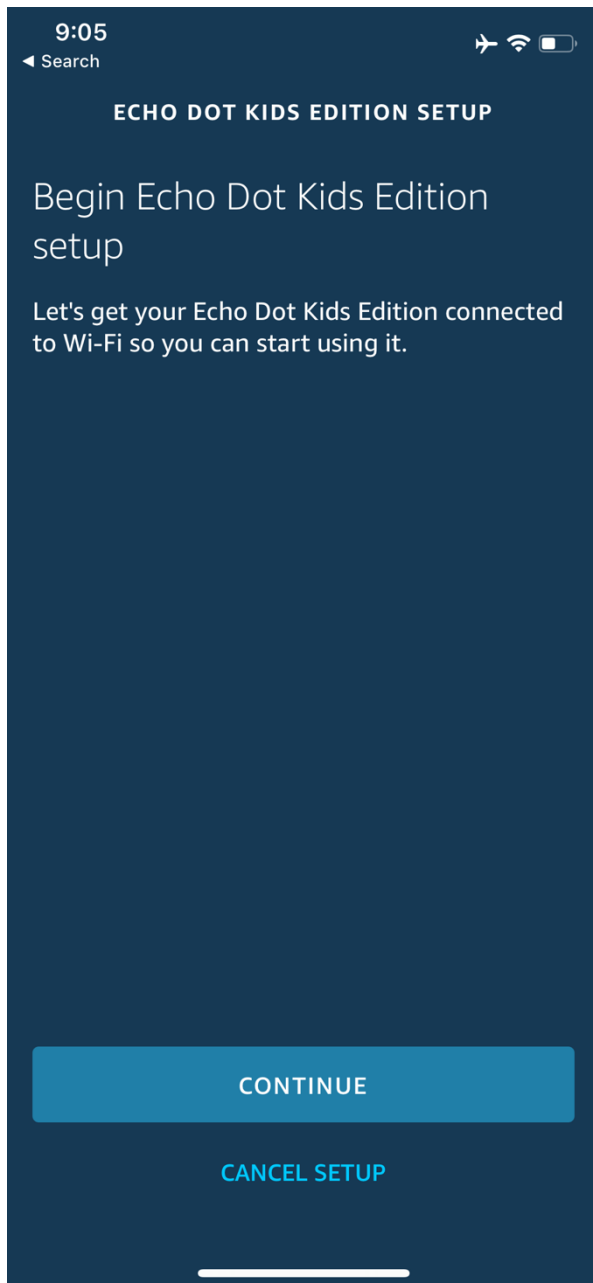 9:05
◀ Search
ECHO DOT KIDS EDITION SETUP
Begin Echo Dot Kids Edition
setup
Let's get your Echo Dot Kids Edition connected
to Wi-Fi so you can start using it.
CONTINUE
CANCEL SETUP